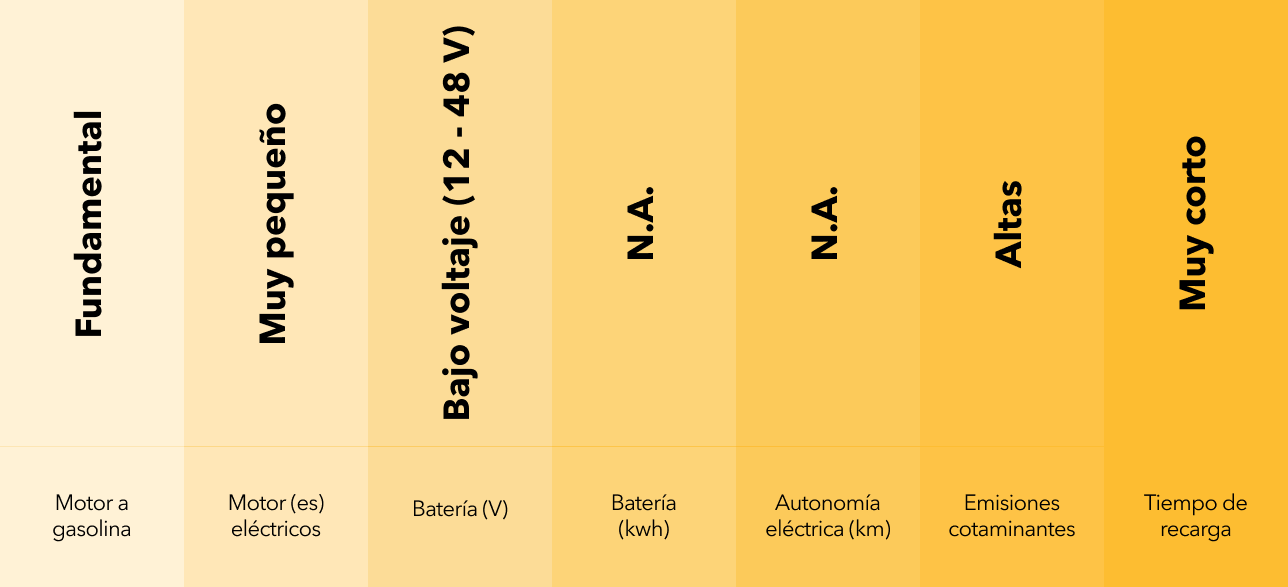 Fundamental
Muy pequeño
Bajo voltaje (12 - 48 V)
N.A.
N.A.
Altas
Muy corto
Motor a
gasolina
Motor (es)
eléctricos
Batería (V)
Batería
(kwh)
Autonomía
eléctrica (km)
Emisiones
cotaminantes
Tiempo de
recarga